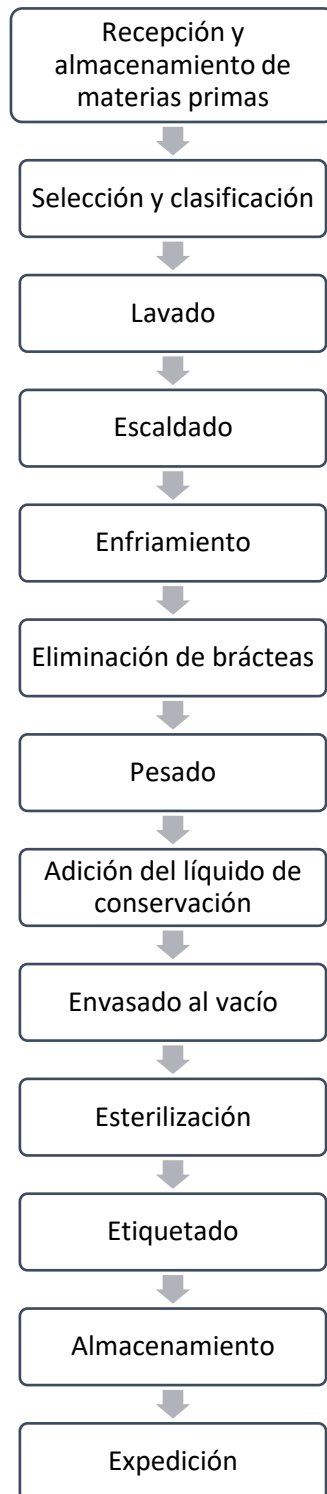 Recepción y
almacenamiento de
materias primas
Selección y clasificación
Lavado
Escaldado
Enfriamiento
Eliminación de brácteas
Pesado
Adición del líquido de
conservación
Envasado al vacío
Esterilización
Etiquetado
Almacenamiento
Expedición